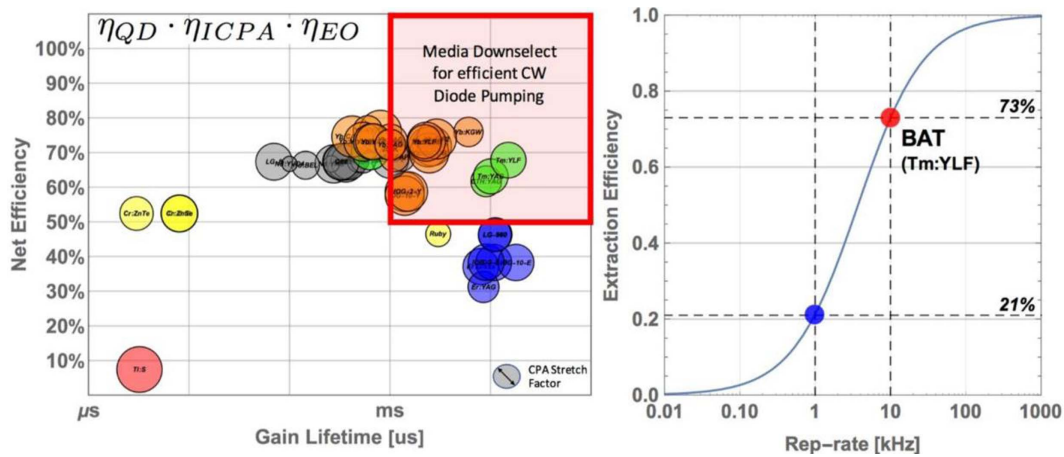 ηQD · ηICPA · ηEO
Media Downselect
for efficient CW
Diode Pumping
Net Efficiency
100%
90%
80%
70%
60%
50%
40%
30%
20%
10%
Yb:KGW
Tm:YLF
Tm:YAG
Cr:ZnTe
Cr:ZnSe
Ruby
LG-960
Er:YAG
Ti:S
CPA Stretch
Factor
µs
ms
Gain Lifetime [us]
Extraction Efficiency
1.0
0.8
0.6
0.4
0.2
0.0
73%
BAT
(Tm:YLF)
21%
0.01
0.10
1
10
100
1000
Rep-rate [kHz]